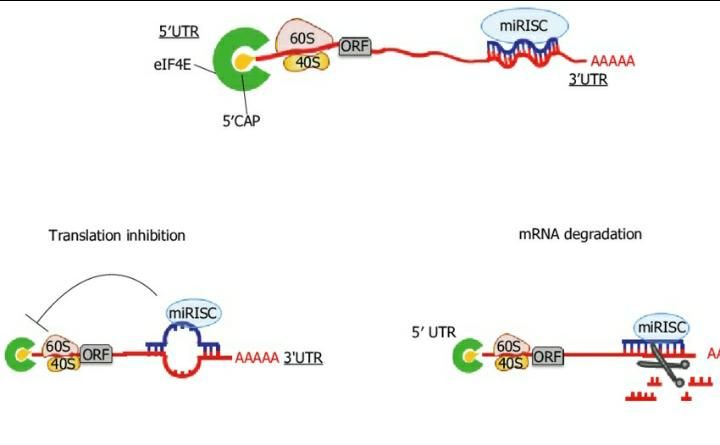 5'UTR
60S
miRISC
ORF
eIF4E
40S
AAAAA
3'UTR
5'CAP
Translation inhibition
mRNA degradation
miRISC
60S
ORF
40S
AAAAA 3'UTR
5' UTR
miRISC
60S
ORF
40S
AA